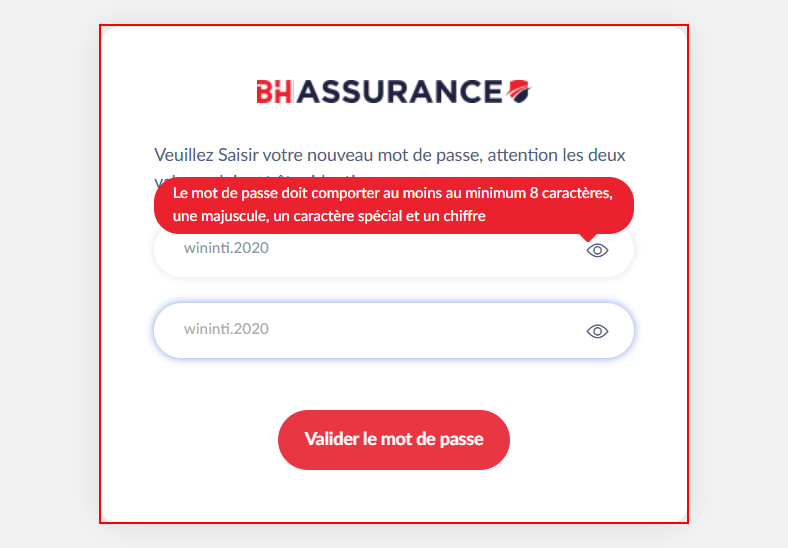 BH ASSURANCE
Veuillez Saisir votre nouveau mot de passe, attention les deux
Le mot de passe doit comporter au moins au minimum 8 caractères,
une majuscule, un caractère spécial et un chiffre
wininti.2020
wininti.2020
Valider le mot de passe